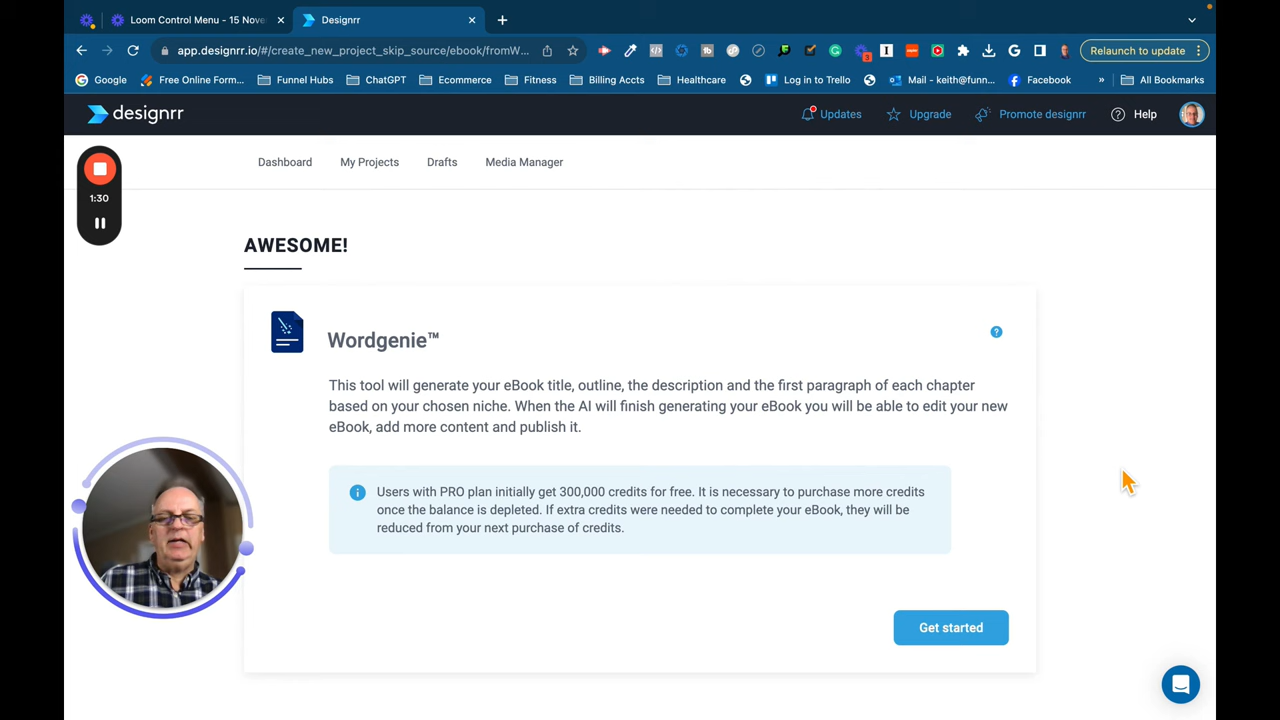 Loom Control Menu - 15 Nove
Designrr
app.designrr.io/#/create_new_project_skip_source/ebook/fromW...
3
Relaunch to update
Google
Free Online Form...
Funnel Hubs
ChatGPT
Ecommerce
Fitness
Billing Accts
Healthcare
Log in to Trello
Mail - keith@funn...
Facebook
»
All Bookmarks
designrr
Updates
Upgrade
Promote designrr
Help
Dashboard
My Projects
Drafts
Media Manager
1:30
AWESOME!
Wordgenie™
This tool will generate your eBook title, outline, the description and the first paragraph of each chapter
based on your chosen niche. When the AI will finish generating your eBook you will be able to edit your new
eBook, add more content and publish it.
Users with PRO plan initially get 300,000 credits for free. It is necessary to purchase more credits
once the balance is depleted. If extra credits were needed to complete your eBook, they will be
reduced from your next purchase of credits.
Get started